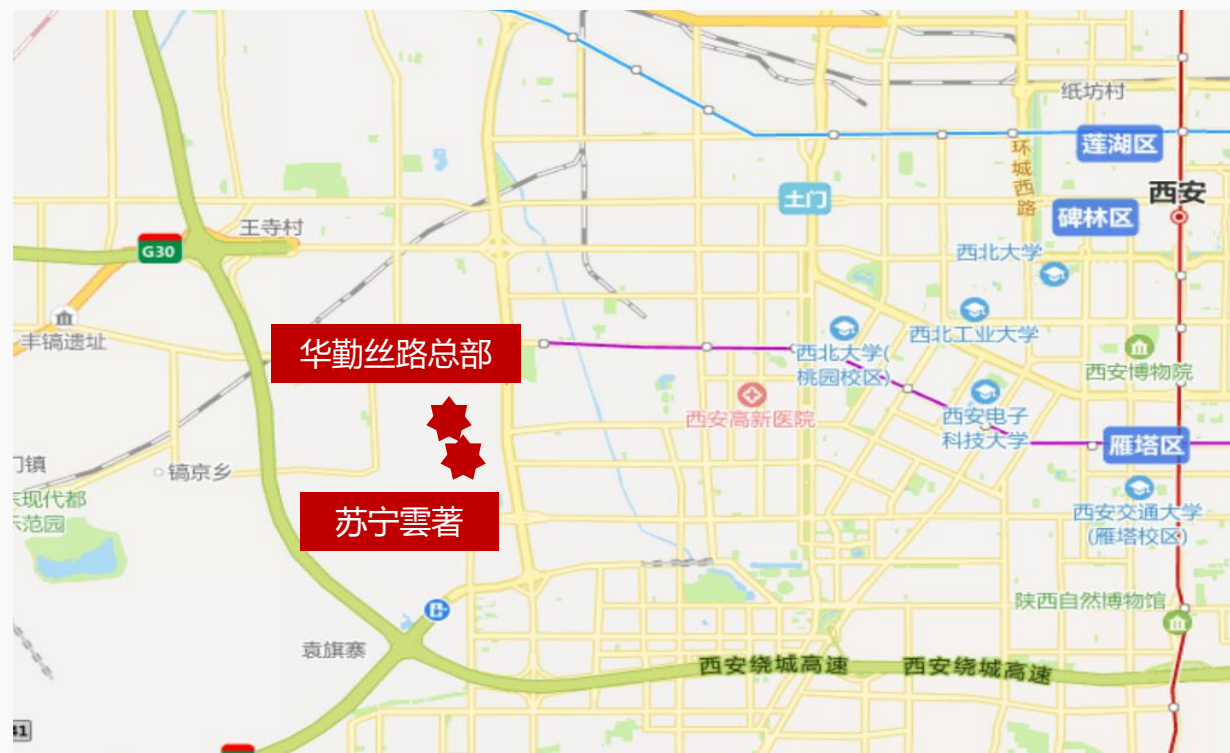 纸坊村
莲湖区
环城西路
西安
土门
碑林区
王寺村
G30
西北大学
丰镐遗址
华勤丝路总部
西北工业大学
西北大学(
桃园校区)
西安博物院
西安高新医院
西安电子
科技大学
雁塔区
镐京乡
现代都
范园
苏宁雲著
西安交通大学
(雁塔校区)
陕西自然博物馆
袁旗寨
西安绕城高速
西安绕城高速